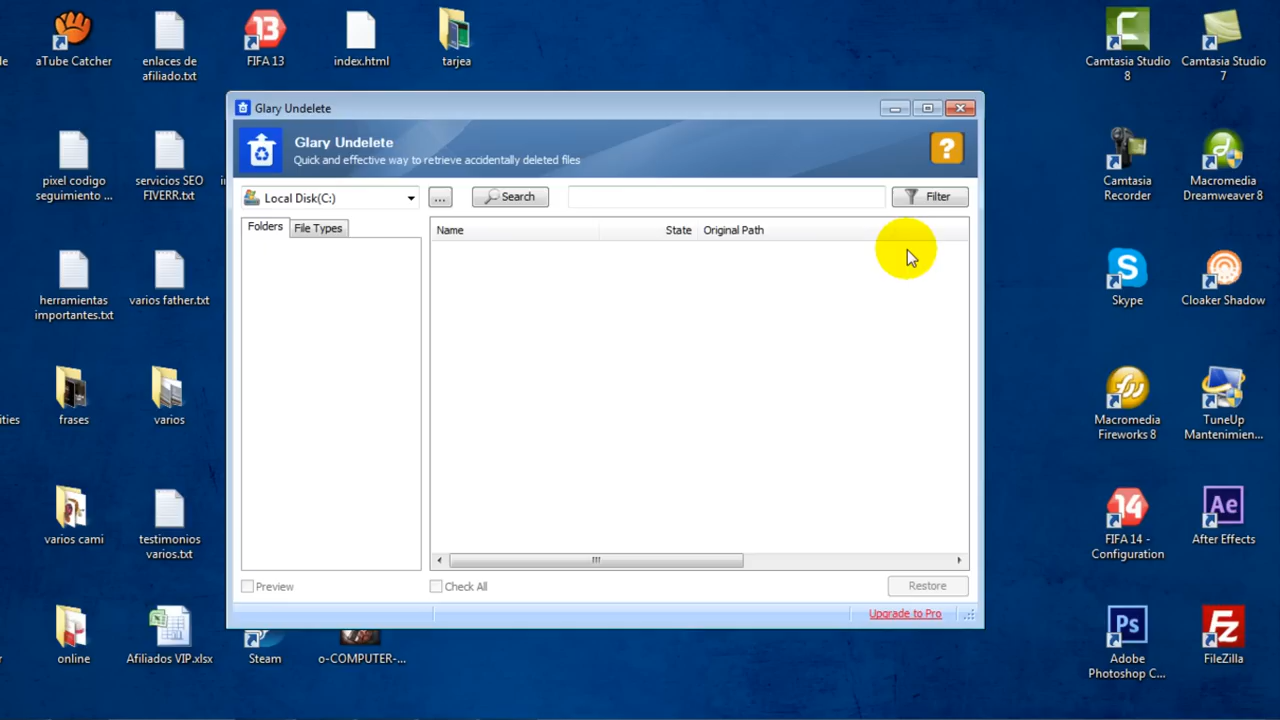 aTube Catcher
enlaces de
afiliado.txt
FIFA 13
index.html
tarjea
Camtasia Studio
8
Camtasia Studio
7
Glary Undelete
Glary Undelete
Quick and effective way to retrieve accidentally deleted files
?
pixel codigo
seguimiento ...
servicios SEO
FIVERR.txt
Camtasia
Recorder
Macromedia
Dreamweaver 8
Local Disk(C:)
...
Search
Filter
Folders
File Types
Name
State
Original Path
herramientas
importantes.txt
varios father.txt
Skype
Cloaker Shadow
frases
varios
Macromedia
Fireworks 8
TuneUp
Mantenimien...
varios cami
testimonios
varios.txt
FIFA 14 -
Configuration
After Effects
Preview
Check All
Restore
Upgrade to Pro
online
Afiliados VIP.xlsx
Steam
o-COMPUTER-...
Adobe
Photoshop C...
FileZilla